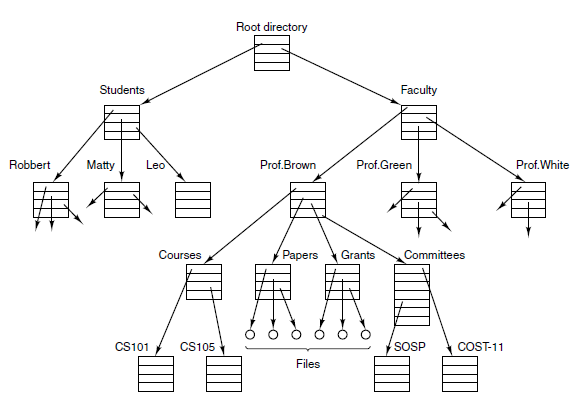 Root directory
Students
Faculty
Robbert
Matty
Leo
Prof.Brown
Prof.Green
Prof.White
Courses
Papers
Grants
Committees
CS101
CS105
SOSP
COST-11
Files